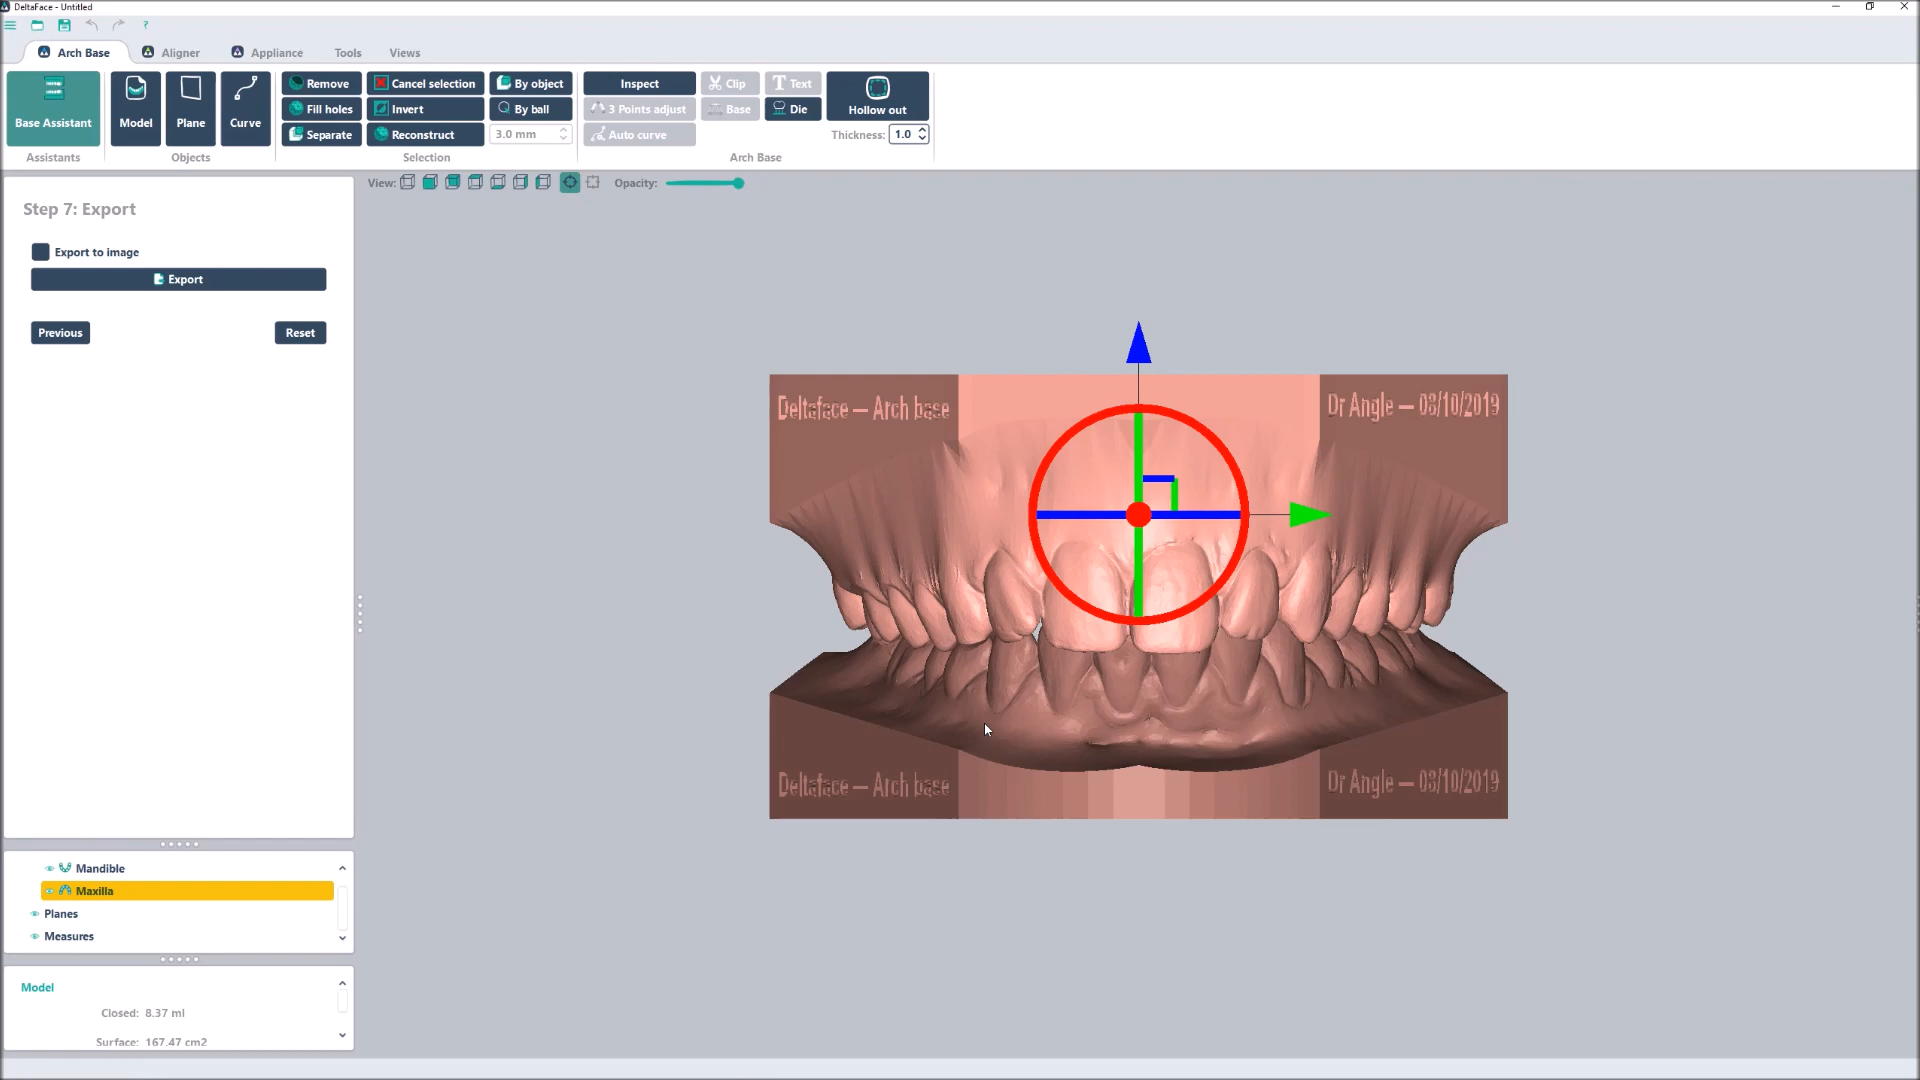 DeltaFace - Untitled
?
Arch Base Aligner Appliance Tools Views
Base Assistant Model Plane Curve
Remove Cancel selection By object
Fill holes Invert By ball
Separate Reconstruct 3.0 mm
Inspect Clip Text
3 Points adjust Base Die
Auto curve
Hollow out
Thickness: 1.0
Assistants Objects Selection Arch Base
View: Opacity:
Step 7: Export
Export to image
Export
Previous Reset
Deltaface — Arch base Dr Angle — 03/10/2019
Deltaface — Arch base Dr Angle — 03/10/2019
Mandible
Maxilla
Planes
Measures
Model
Closed: 8.37 ml
Surface: 167.47 cm2